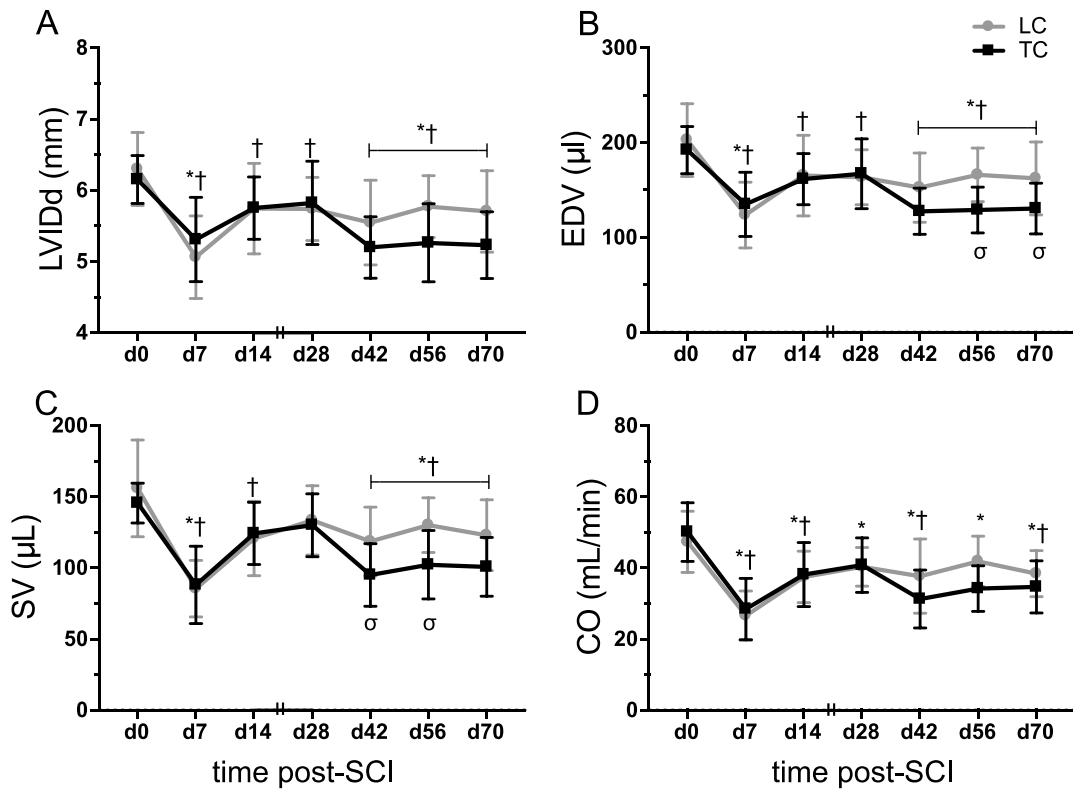 A
LVIDd (mm)
8
7
6
5
4
*†
†
†
*†
d0 d7 d14 d28 d42 d56 d70
B
LC
TC
EDV (µl)
300
200
100
0
*†
†
†
*†
σ σ
d0 d7 d14 d28 d42 d56 d70
C
SV (µL)
200
150
100
50
0
*†
†
*†
σ σ
d0 d7 d14 d28 d42 d56 d70
time post-SCI
D
CO (mL/min)
80
60
40
20
0
*†
*†
*
*†
*
*†
d0 d7 d14 d28 d42 d56 d70
time post-SCI